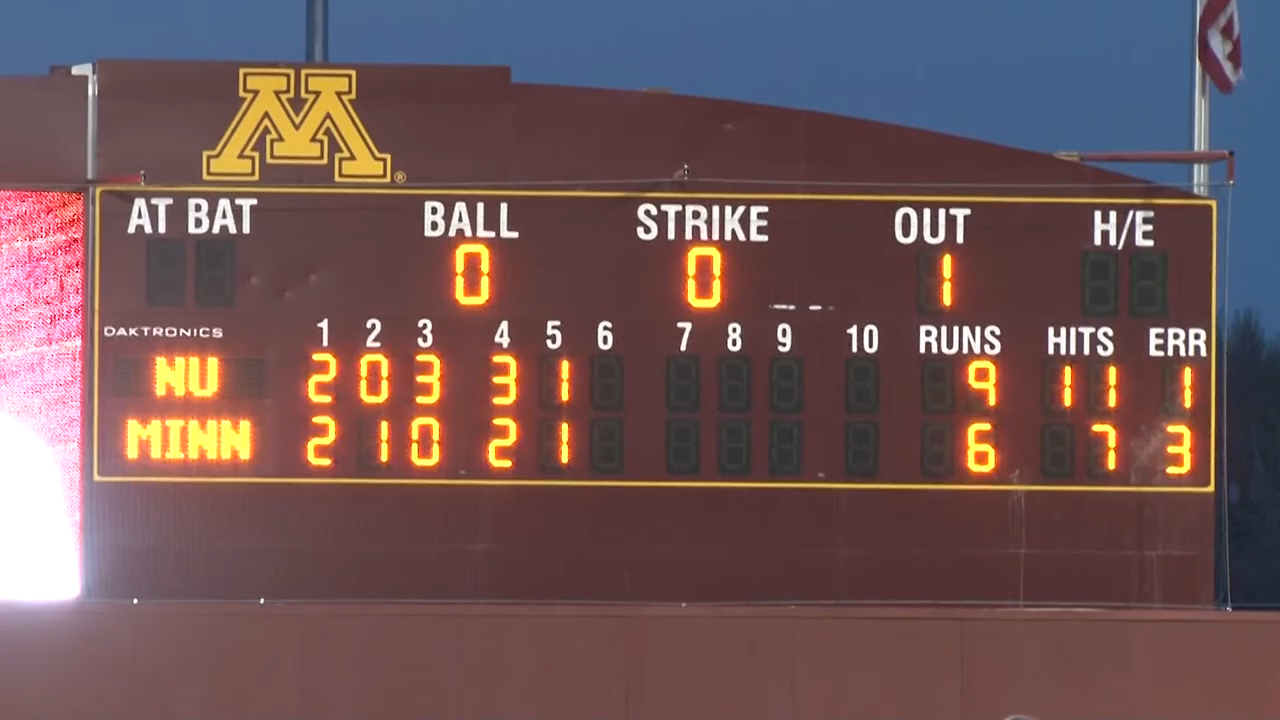 M®
AT BAT BALL STRIKE OUT H/E
0 0 1
DAKTRONICS 1 2 3 4 5 6 7 8 9 10 RUNS HITS ERR
NU 2 0 3 3 1 9 11 1
MINN 2 1 0 2 1 6 7 3